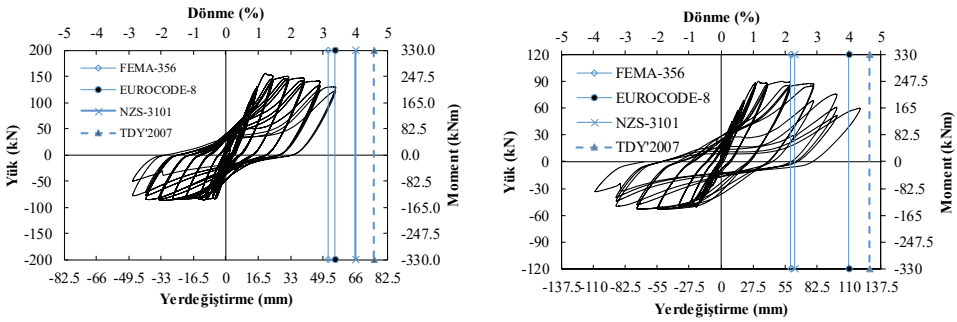 Dönme (%)
-5 -4 -3 -2 -1 0 1 2 3 4 5
200 330.0
150 247.5
100 165.0
50 82.5
0 0.0
-50 -82.5
-100 -165.0
-150 -247.5
-200 -330.0
FEMA-356
EUROCODE-8
NZS-3101
TDY'2007
Yük (kN)
Moment (kNm)
-82.5 -66 -49.5 -33 -16.5 0 16.5 33 49.5 66 82.5
Yerdeğiştirme (mm)
Dönme (%)
-5 -4 -3 -2 -1 0 1 2 3 4 5
120 330
90 247.5
60 165
30 82.5
0 0
-30 -82.5
-60 -165
-90 -247.5
-120 -330
FEMA-356
EUROCODE-8
NZS-3101
TDY'2007
Yük (kN)
Moment (kNm)
-137.5 -110 -82.5 -55 -27.5 0 27.5 55 82.5 110 137.5
Yerdeğiştirme (mm)